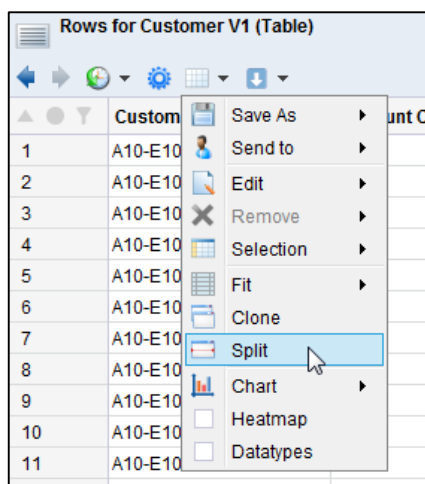 Rows for Customer V1 (Table)
Custom
unt C
Save As
Send to
Edit
Remove
Selection
Fit
Clone
Split
Chart
Heatmap
Datatypes
1 A10-E10
2 A10-E10
3 A10-E10
4 A10-E10
5 A10-E10
6 A10-E10
7 A10-E10
8 A10-E10
9 A10-E10
10 A10-E10
11 A10-E10